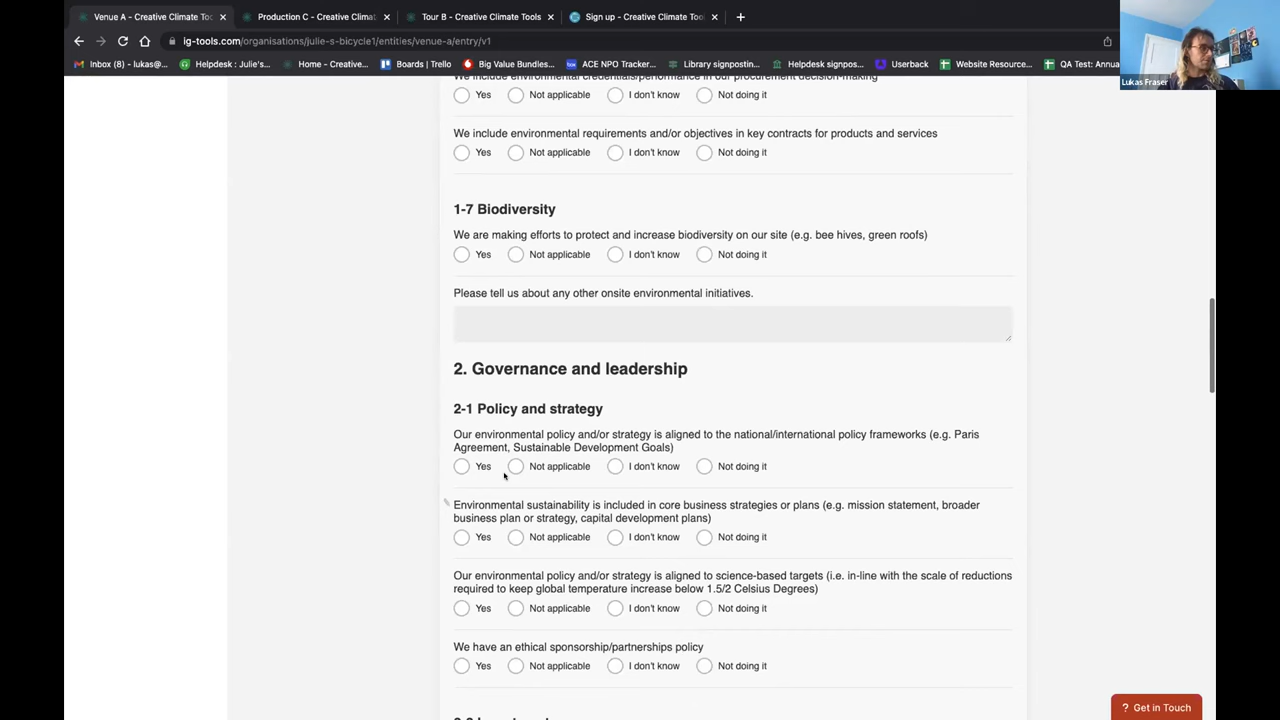 Venue A - Creative Climate Too
Production C - Creative Climat
Tour B - Creative Climate Tools
Sign up - Creative Climate Too
ig-tools.com/organisations/julie-s-bicycle1/entities/venue-a/entry/v1
Inbox (8) - lukas@...
Helpdesk : Julie's...
Home - Creative...
Boards | Trello
Big Value Bundles...
ACE NPO Tracker...
Library signpostin...
Helpdesk signpos...
Userback
Website Resource...
QA Test: Annua
Lukas Fraser
We include environmental credentials/performance in our procurement decision-making
Yes Not applicable I don't know Not doing it
We include environmental requirements and/or objectives in key contracts for products and services
Yes Not applicable I don't know Not doing it
1-7 Biodiversity
We are making efforts to protect and increase biodiversity on our site (e.g. bee hives, green roofs)
Yes Not applicable I don't know Not doing it
Please tell us about any other onsite environmental initiatives.
2. Governance and leadership
2-1 Policy and strategy
Our environmental policy and/or strategy is aligned to the national/international policy frameworks (e.g. Paris
Agreement, Sustainable Development Goals)
Yes Not applicable I don't know Not doing it
Environmental sustainability is included in core business strategies or plans (e.g. mission statement, broader
business plan or strategy, capital development plans)
Yes Not applicable I don't know Not doing it
Our environmental policy and/or strategy is aligned to science-based targets (i.e. in-line with the scale of reductions
required to keep global temperature increase below 1.5/2 Celsius Degrees)
Yes Not applicable I don't know Not doing it
We have an ethical sponsorship/partnerships policy
Yes Not applicable I don't know Not doing it
? Get in Touch